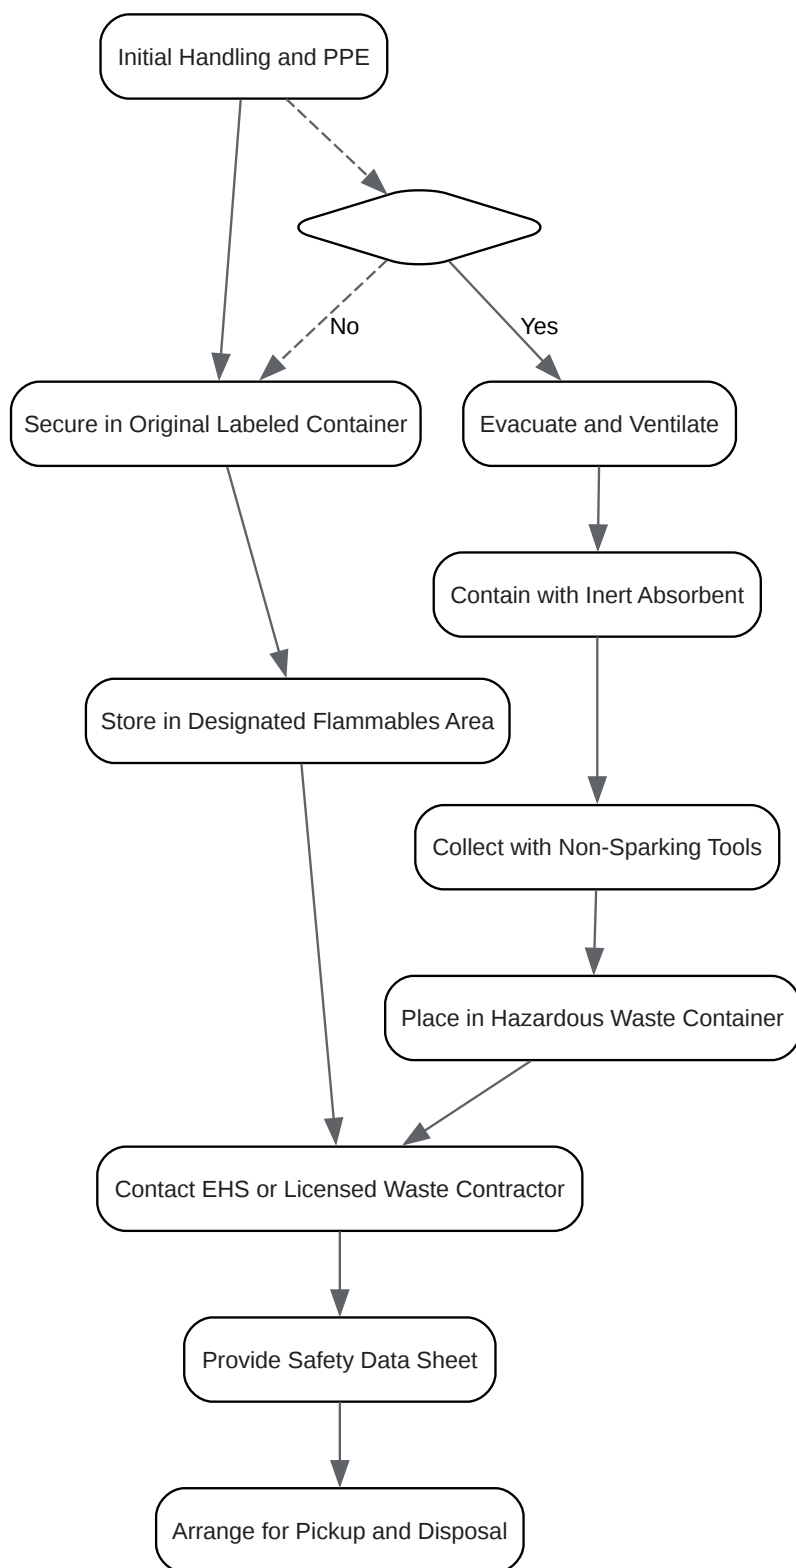 Initial Handling and PPE
No
Yes
Secure in Original Labeled Container
Evacuate and Ventilate
Contain with Inert Absorbent
Store in Designated Flammables Area
Collect with Non-Sparking Tools
Place in Hazardous Waste Container
Contact EHS or Licensed Waste Contractor
Provide Safety Data Sheet
Arrange for Pickup and Disposal